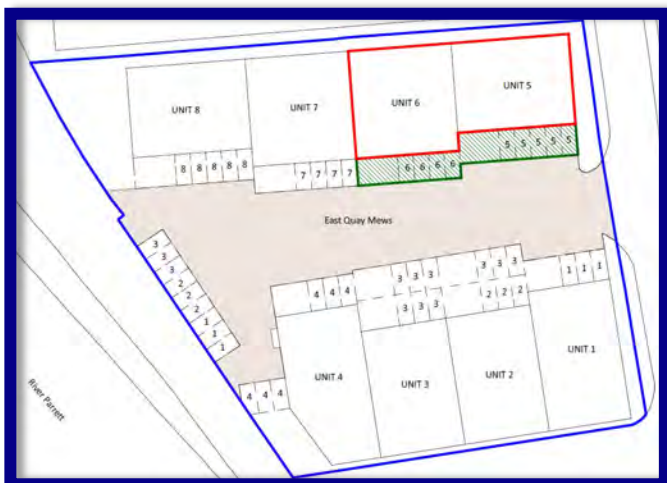 UNIT 5
UNIT 6
UNIT 7
UNIT 8
5 5 5 5 5
6 6 6 6
7 7 7 7
8 8 8 8 8
East Quay Mews
3
3
3
2
2
2
1
1
1
1 1 1
3 3 3
3 3 3
4 4 4
2 2 2
3 3 3
UNIT 1
UNIT 2
UNIT 3
UNIT 4
4 4 4
River Parrett